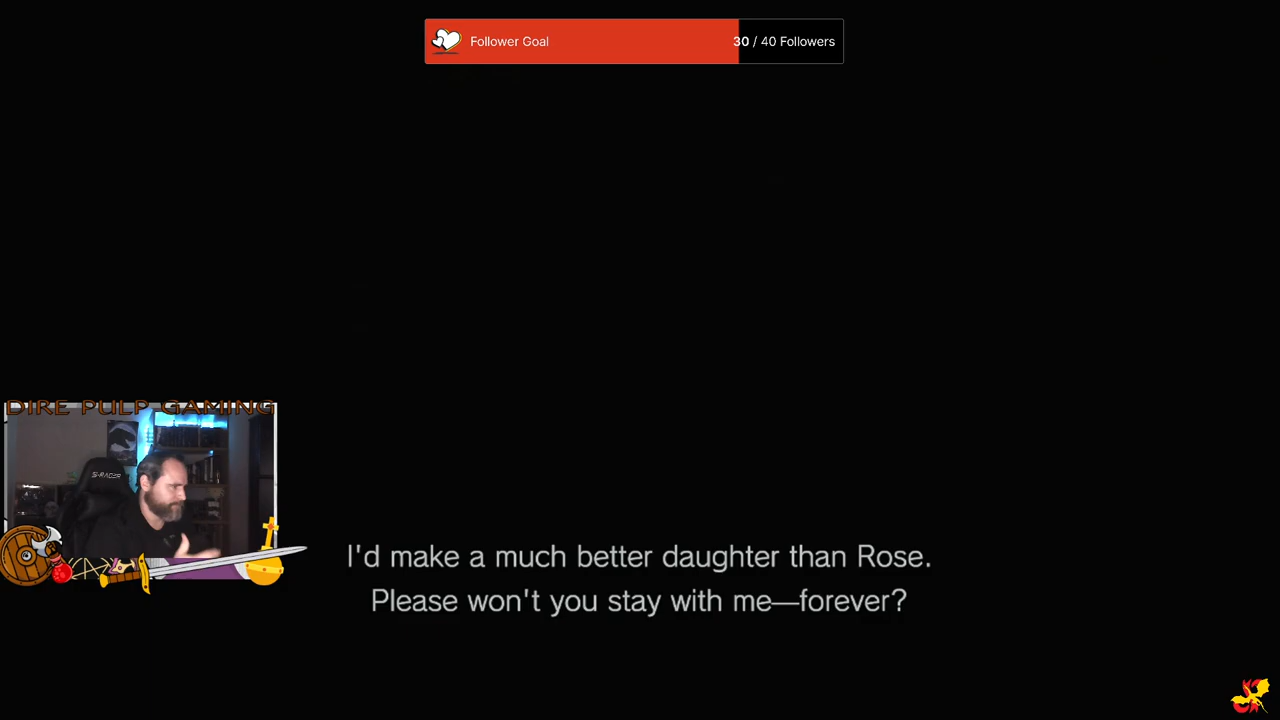 Follower Goal
30 / 40 Followers
DIRE PULP GAMING
I'd make a much better daughter than Rose.
Please won't you stay with me—forever?